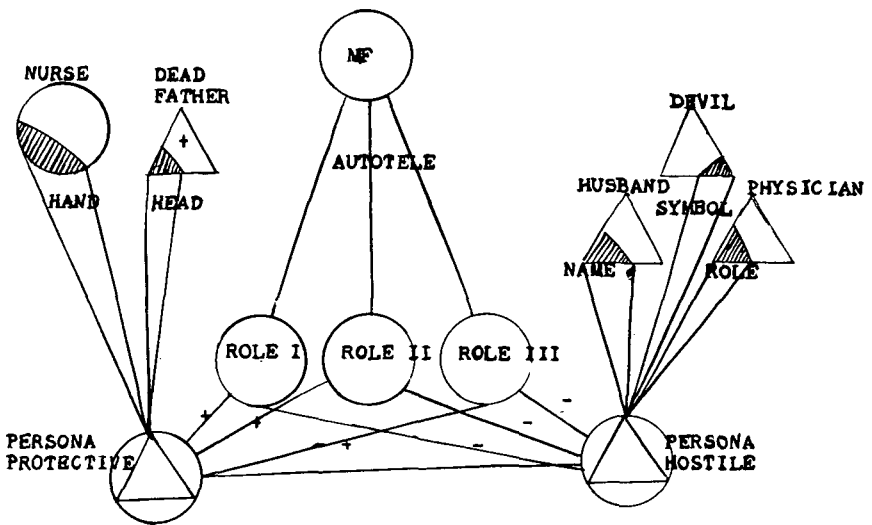 MF
NURSE
DEAD
FATHER
+
HAND
HEAD
AUTOTELE
DEVIL
HUSBAND
PHYSICIAN
SYMBOL
NAME
ROLE
ROLE I
ROLE II
ROLE III
+
+
- +
-
-
-
PERSONA
PROTECTIVE
PERSONA
HOSTILE